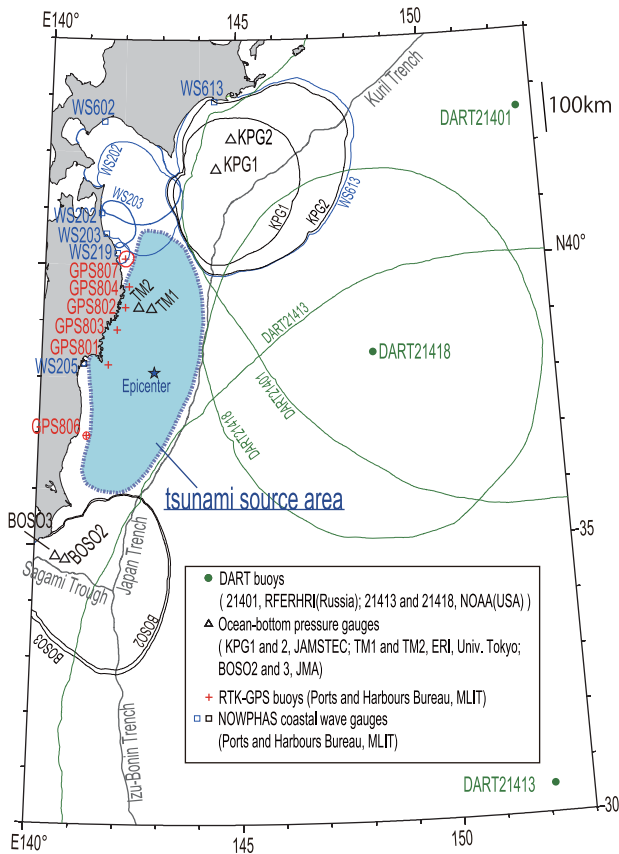 E140°
145
150
WS613
Kuril Trench
100km
DART21401
WS602
KPG2
KPG1
WS202
WS203
KPG1
KPG2
WS613
WS202
WS203
WS219
N40°
GPS807
GPS804
TM2
TM1
GPS802
GPS803
DART21413
GPS801
DART21418
WS205
Epicenter
DART21401
DART21418
GPS806
tsunami source area
BOSO3
BOSO2
35
Japan Trench
Sagami Trough
BOSO2
BOSO3
DART buoys
( 21401, RFERHRI(Russia); 21413 and 21418, NOAA(USA) )
Ocean-bottom pressure gauges
( KPG1 and 2, JAMSTEC; TM1 and TM2, ERI, Univ. Tokyo;
BOSO2 and 3, JMA)
RTK-GPS buoys (Ports and Harbours Bureau, MLIT)
NOWPHAS coastal wave gauges
(Ports and Harbours Bureau, MLIT)
Izu-Bonin Trench
DART21413
30
E140°
145
150